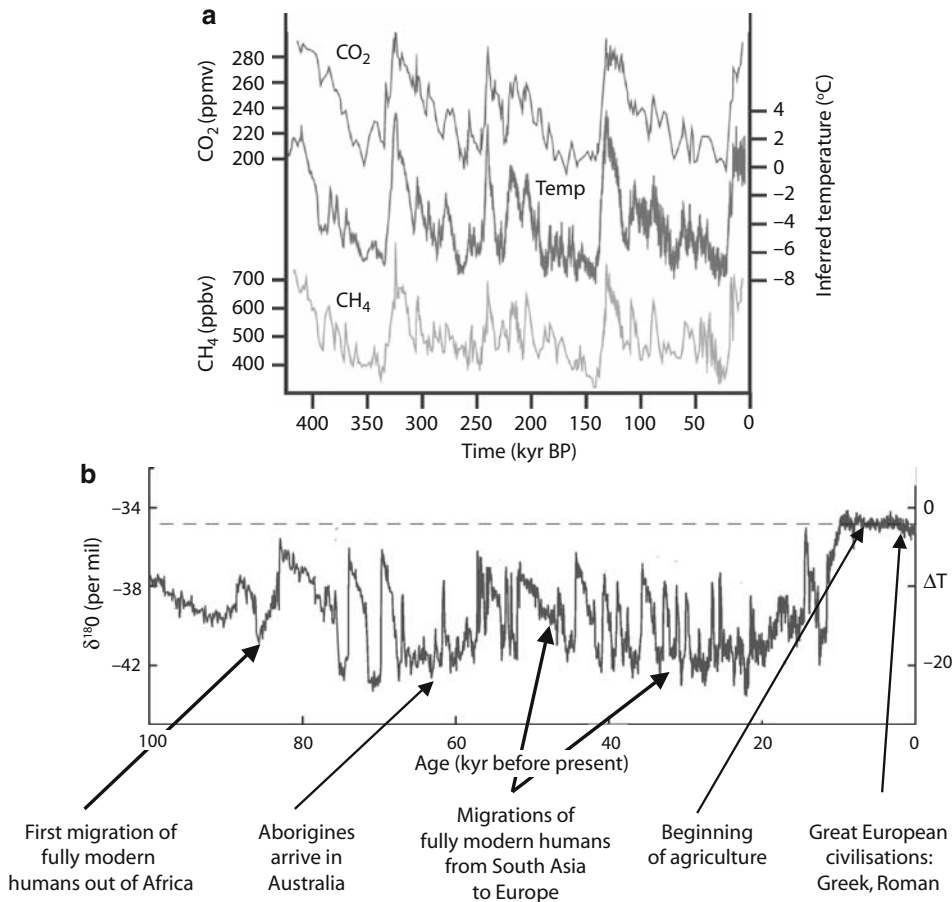 a
CO₂
280
260
240
220
200
CO₂ (ppmv)
4
2
0
−2
−4
−6
−8
Inferred temperature (°C)
Temp
CH₄
700
600
500
400
CH₄ (ppbv)
400 350 300 250 200 150 100 50 0
Time (kyr BP)
b
−34
−38
−42
δ¹⁸0 (per mil)
0
ΔT
−20
100 80 60 40 20 0
Age (kyr before present)
First migration of
fully modern
humans out of Africa
Aborigines
arrive in
Australia
Migrations of
fully modern humans
from South Asia
to Europe
Beginning
of agriculture
Great European
civilisations:
Greek, Roman